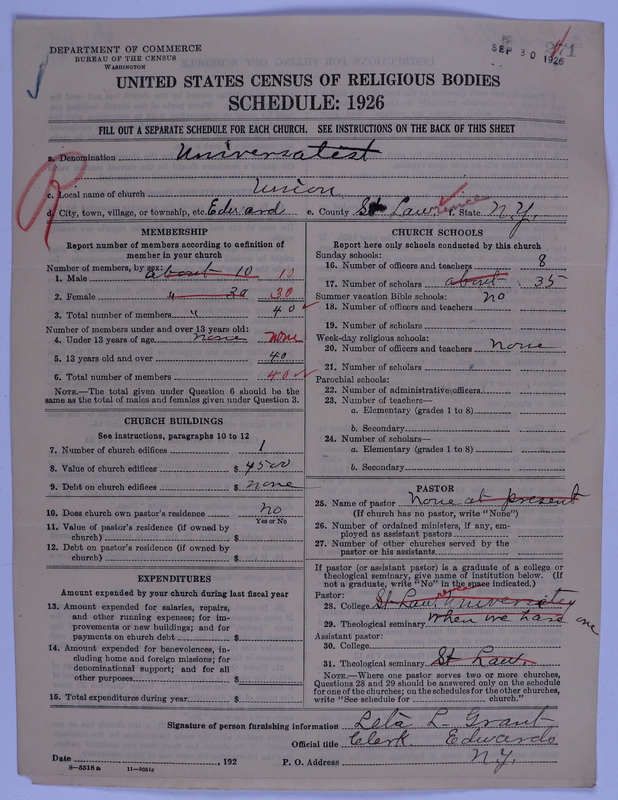 DEPARTMENT OF COMMERCE
BUREAU OF THE CENSUS
WASHINGTON
SEP 30 1926
UNITED STATES CENSUS OF RELIGIOUS BODIES
SCHEDULE: 1926
FILL OUT A SEPARATE SCHEDULE FOR EACH CHURCH. SEE INSTRUCTIONS ON THE BACK OF THIS SHEET
a. Denomination Universalist
c. Local name of church Union
d. City, town, village, or township, etc. Edward e. County St Lawrence f. State N.Y.
MEMBERSHIP
Report number of members according to definition of member in your church
Number of members, by sex:
1. Male about 10 10
2. Female " 30 30
3. Total number of members " 40
Number of members under and over 13 years old:
4. Under 13 years of age none none
5. 13 years old and over 40
6. Total number of members 40
NOTE.—The total given under Question 6 should be the same as the total of males and females given under Question 3.
CHURCH BUILDINGS
See instructions, paragraphs 10 to 12
7. Number of church edifices 1
8. Value of church edifices $ 4500
9. Debt on church edifices $ none
10. Does church own pastor's residence no
Yes or No
11. Value of pastor's residence (if owned by church) $
12. Debt on pastor's residence (if owned by church) $
EXPENDITURES
Amount expended by your church during last fiscal year
13. Amount expended for salaries, repairs, and other running expenses; for improvements or new buildings; and for payments on church debt $
14. Amount expended for benevolences, including home and foreign missions; for denominational support; and for all other purposes $
15. Total expenditures during year $
CHURCH SCHOOLS
Report here only schools conducted by this church
Sunday schools:
16. Number of officers and teachers 8
17. Number of scholars about 35
Summer vacation Bible schools: no
18. Number of officers and teachers
19. Number of scholars
Week-day religious schools:
20. Number of officers and teachers none
21. Number of scholars
Parochial schools:
22. Number of administrative officers
23. Number of teachers—
a. Elementary (grades 1 to 8)
b. Secondary
24. Number of scholars—
a. Elementary (grades 1 to 8)
b. Secondary
PASTOR
25. Name of pastor None at present
(If church has no pastor, write "None")
26. Number of ordained ministers, if any, employed as assistant pastors
27. Number of other churches served by the pastor or his assistants
If pastor (or assistant pastor) is a graduate of a college or theological seminary, give name of institution below. (If not a graduate, write "No" in the space indicated.)
Pastor:
28. College St Lawrence University
29. Theological seminary when we have one
Assistant pastor:
30. College
31. Theological seminary St Law.
NOTE.—Where one pastor serves two or more churches, Questions 28 and 29 should be answered only on the schedule for one of the churches; on the schedules for the other churches, write "See schedule for church."
Signature of person furnishing information Leta L. Grant
Official title Clerk Edwards
Date , 192 P. O. Address N.Y.
8-5518a 11-9051c